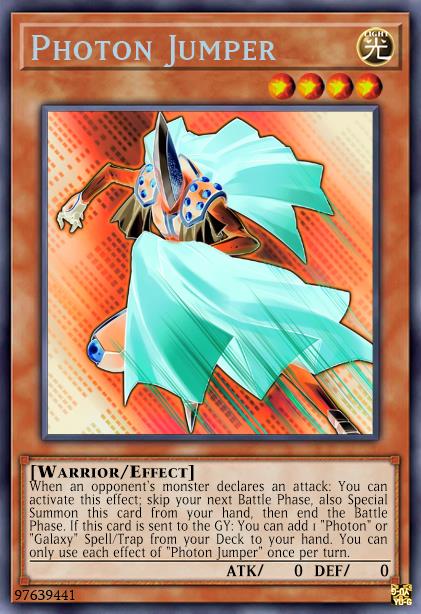 PHOTON JUMPER
LIGHT
光
[WARRIOR/EFFECT]
When an opponent's monster declares an attack: You can
activate this effect; skip your next Battle Phase, also Special
Summon this card from your hand, then end the Battle
Phase. If this card is sent to the GY: You can add 1 "Photon" or
"Galaxy" Spell/Trap from your Deck to your hand. You can
only use each effect of "Photon Jumper" once per turn.
ATK/ 0 DEF/ 0
97639441